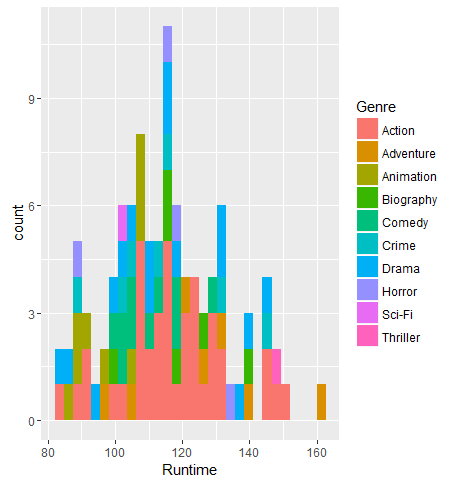 9
6
3
0
count
80
100
120
140
160
Runtime
Genre
Action
Adventure
Animation
Biography
Comedy
Crime
Drama
Horror
Sci-Fi
Thriller